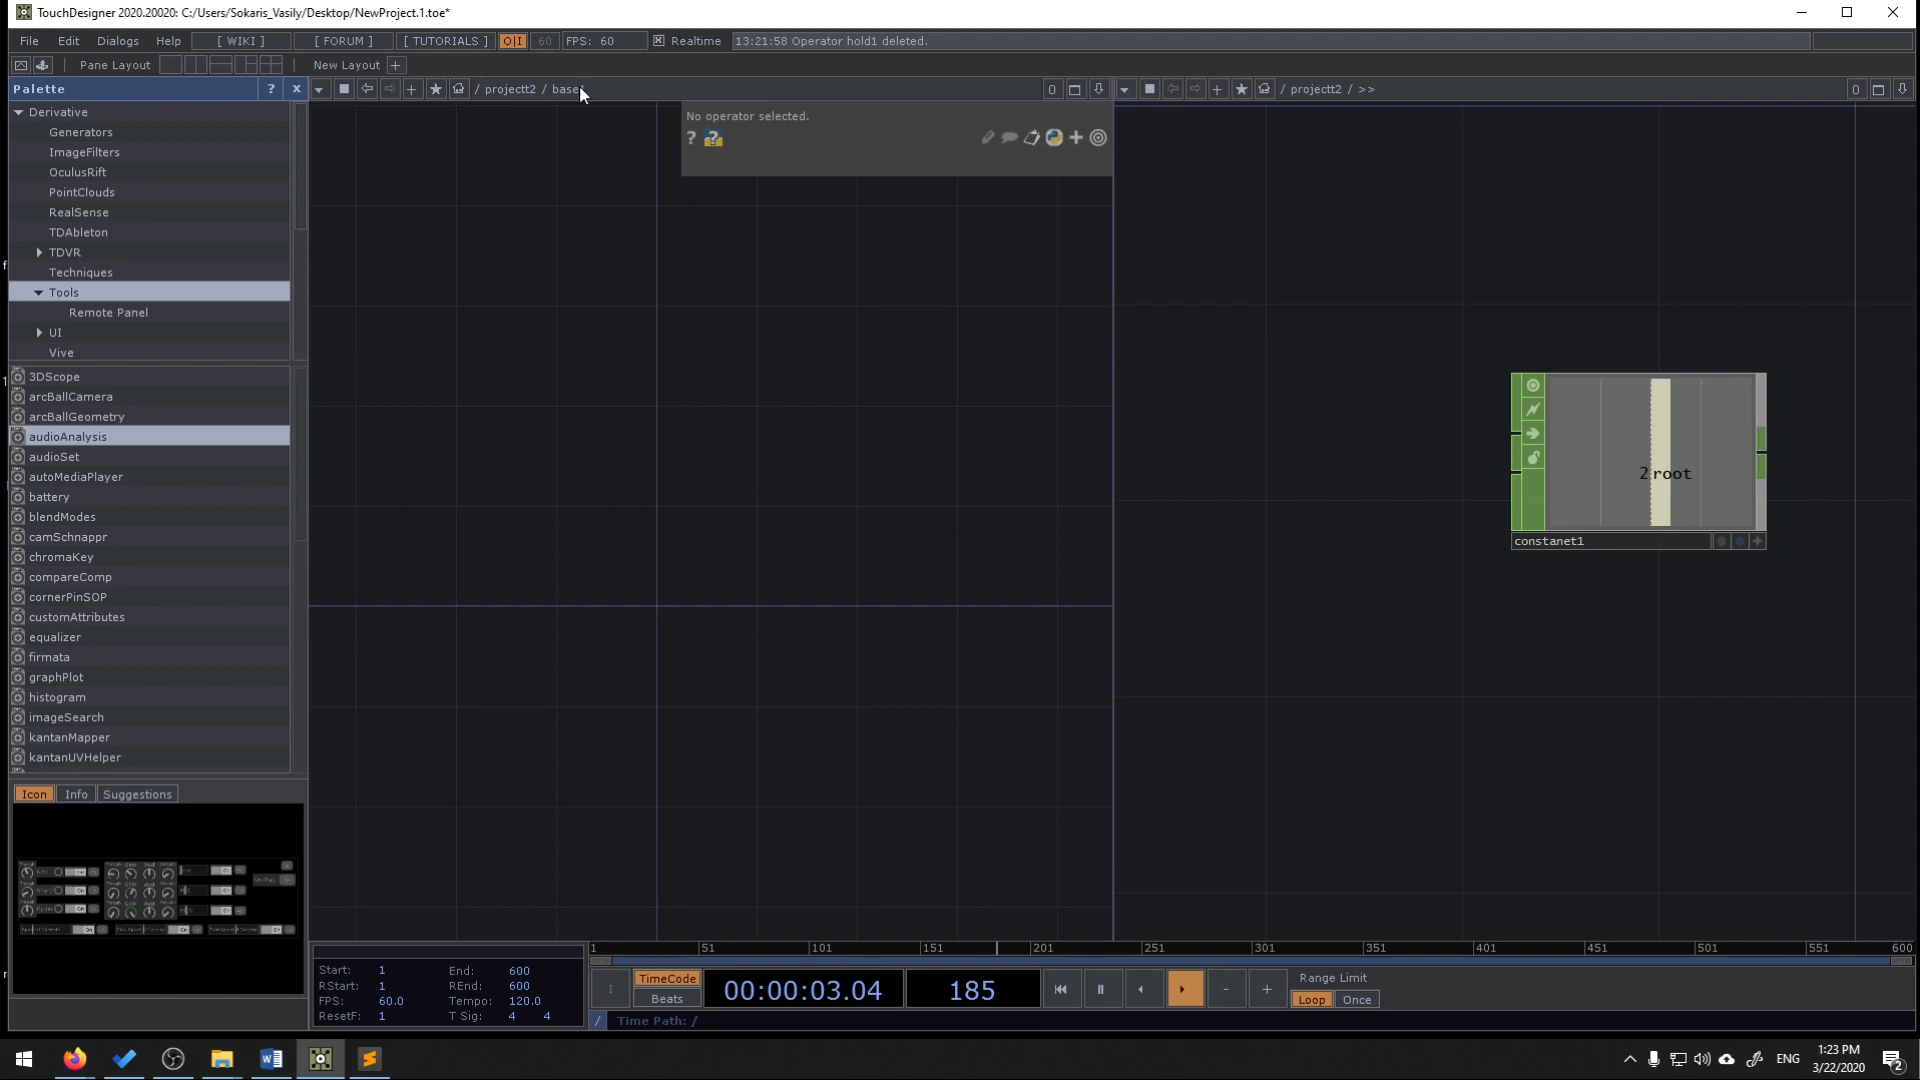 TouchDesigner 2020.20020: C:/Users/Sokaris_Vasily/Desktop/NewProject.1.toe*
File Edit Dialogs Help [ WIKI ] [ FORUM ] [ TUTORIALS ] O|I 60 FPS: 60 Realtime 13:21:58 Operator hold1 deleted.
Pane Layout New Layout +
Palette ? x / projectt2 / base 0 / projectt2 / >> 0
Derivative
Generators
ImageFilters
OculusRift
PointClouds
RealSense
TDAbleton
TDVR
Techniques
Tools
Remote Panel
UI
Vive
No operator selected.
3DScope
arcBallCamera
arcBallGeometry
audioAnalysis
audioSet
autoMediaPlayer
battery
blendModes
camSchnappr
chromaKey
compareComp
cornerPinSOP
customAttributes
equalizer
firmata
graphPlot
histogram
imageSearch
kantanMapper
kantanUVHelper
2 root
constanet1
Icon Info Suggestions
1 51 101 151 201 251 301 351 401 451 501 551 600
Start: 1 End: 600
RStart: 1 REnd: 600
FPS: 60.0 Tempo: 120.0
ResetF: 1 T Sig: 4 4
1 TimeCode Beats 00:00:03.04 185 - + Range Limit
Loop Once
/ Time Path: /
ENG 1:23 PM
3/22/2020
2